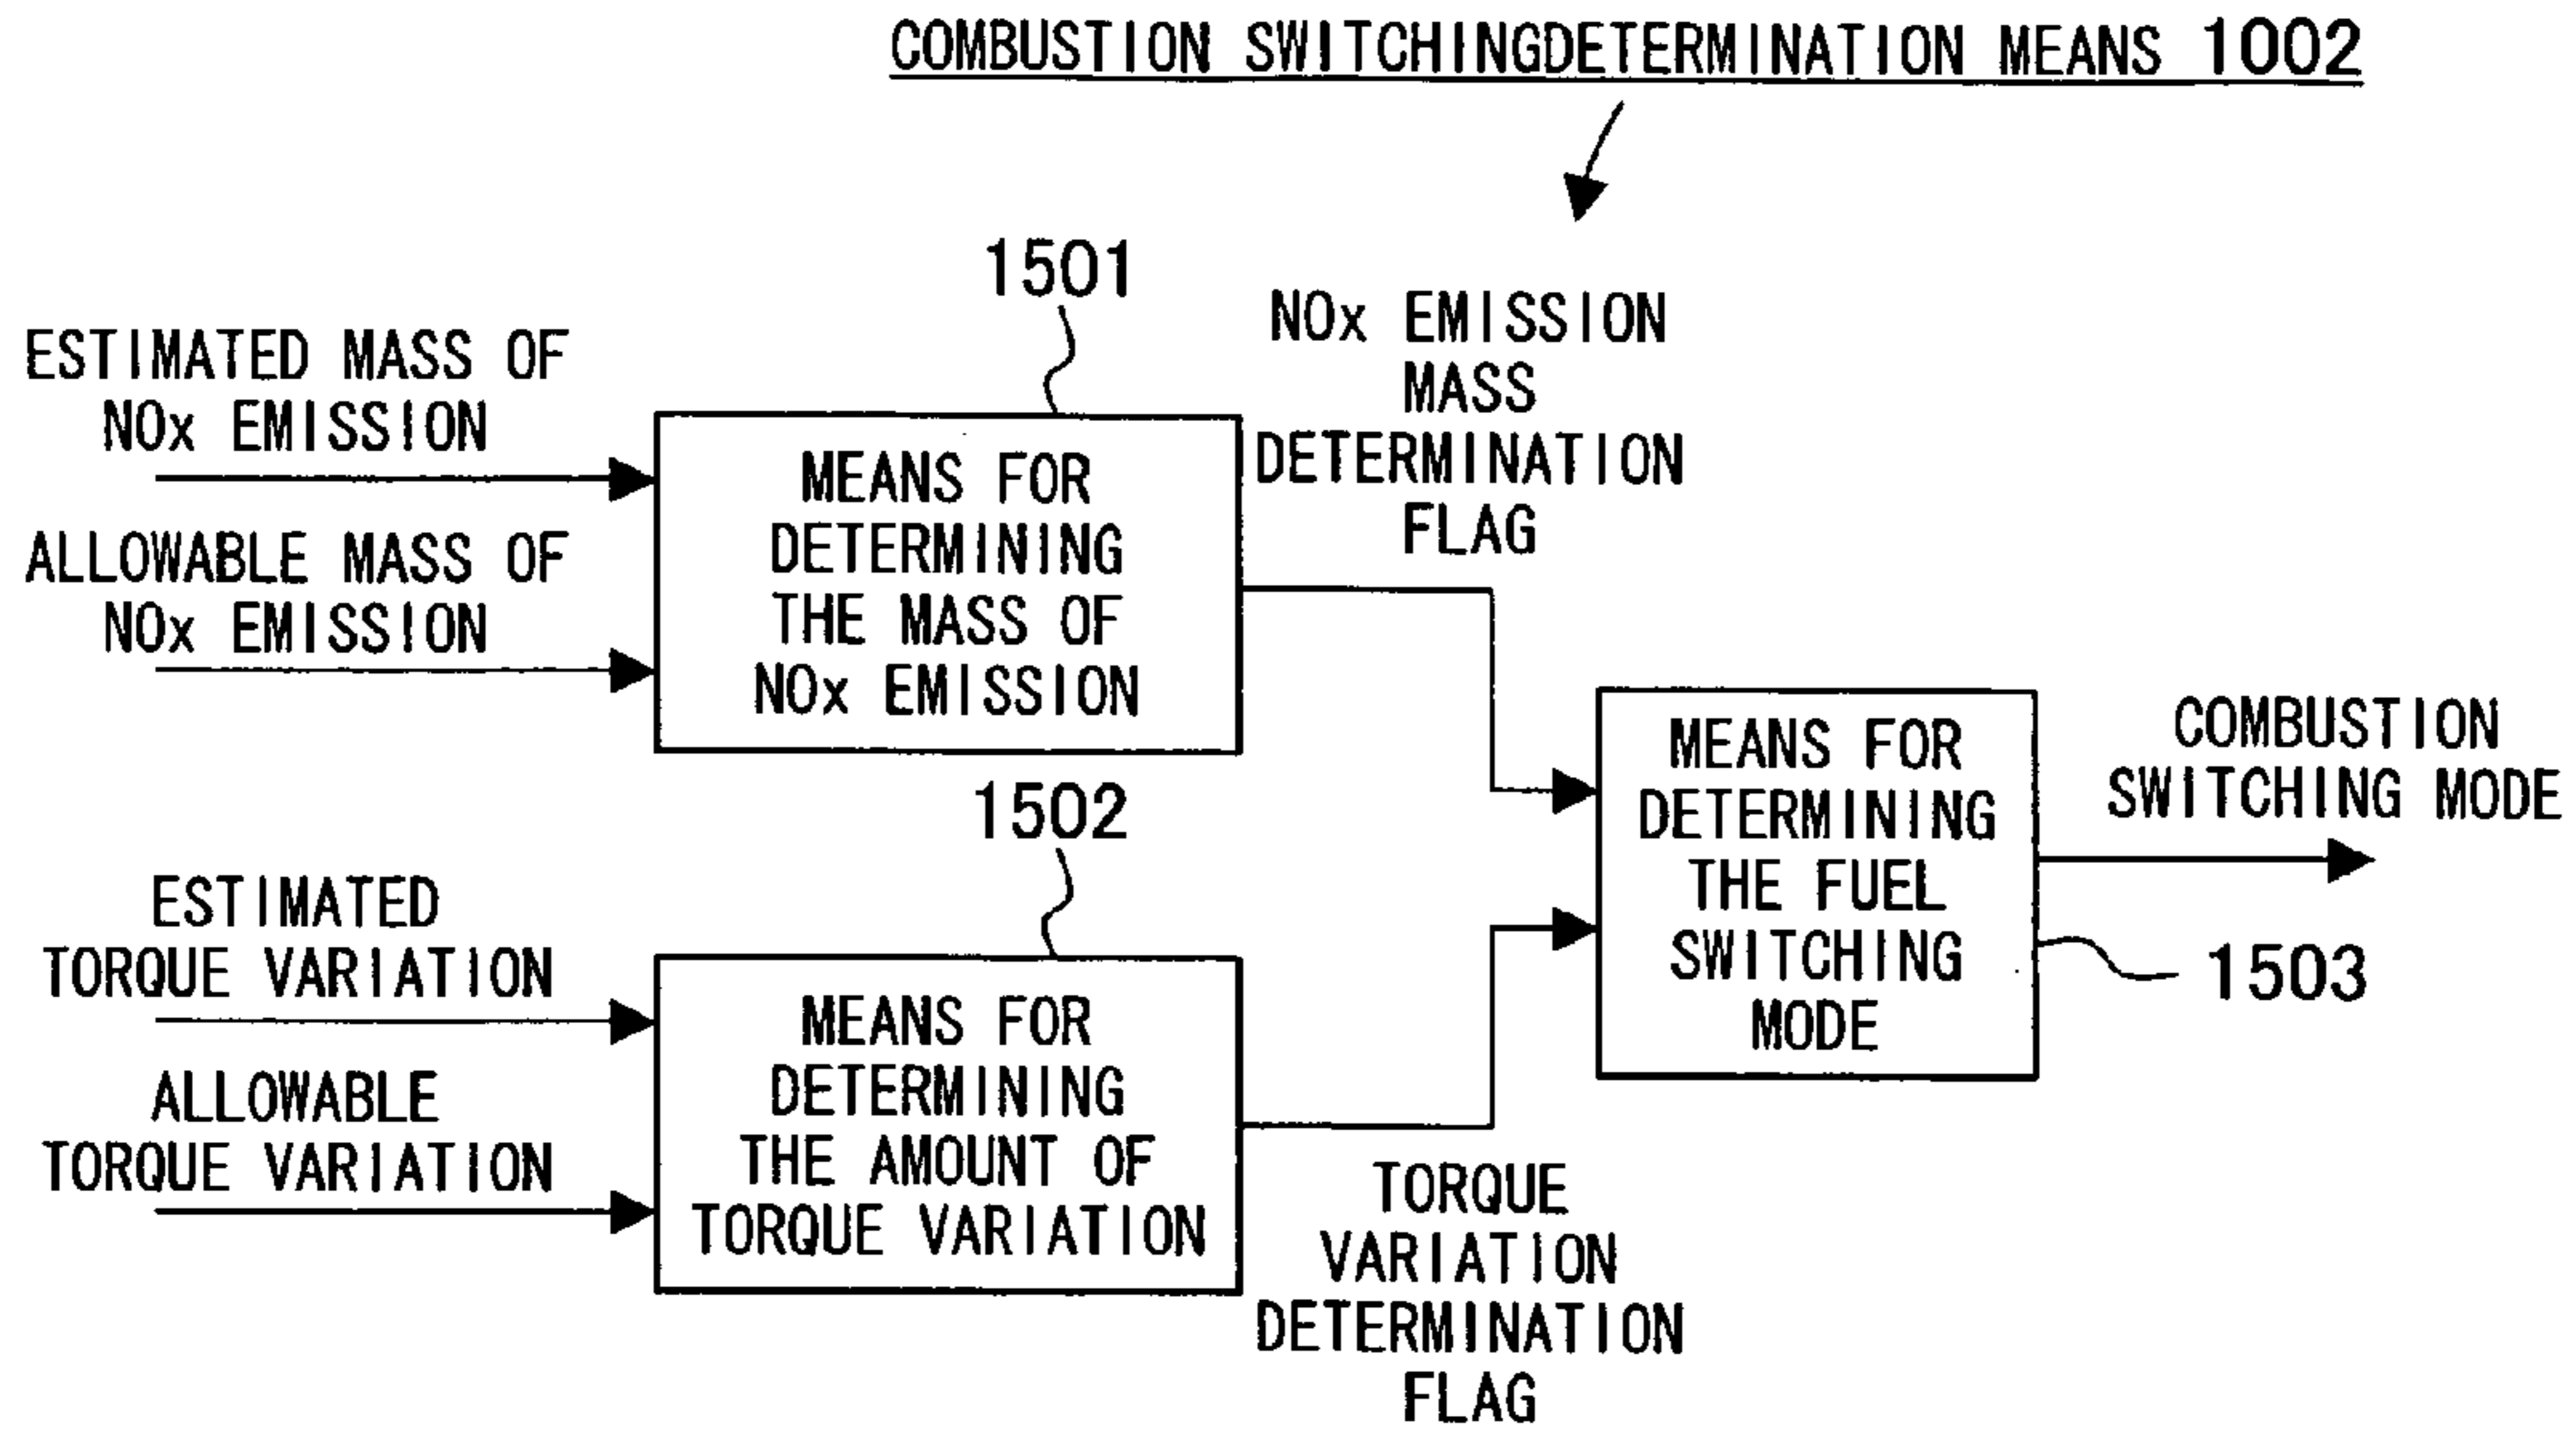 COMBUSTION SWITCHINGDETERMINATION MEANS 1002
1501
NOx EMISSION
MASS
DETERMINATION
FLAG
ESTIMATED MASS OF
NOx EMISSION
ALLOWABLE MASS OF
NOx EMISSION
MEANS FOR
DETERMINING
THE MASS OF
NOx EMISSION
1502
ESTIMATED
TORQUE VARIATION
ALLOWABLE
TORQUE VARIATION
MEANS FOR
DETERMINING
THE AMOUNT OF
TORQUE VARIATION
TORQUE
VARIATION
DETERMINATION
FLAG
MEANS FOR
DETERMINING
THE FUEL
SWITCHING
MODE
COMBUSTION
SWITCHING MODE
1503